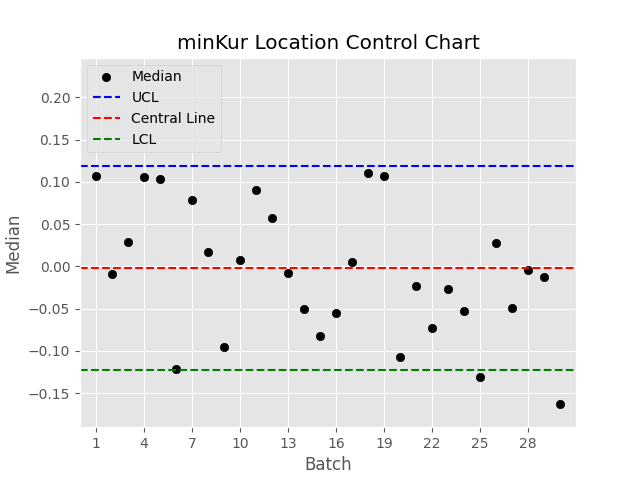 minKur Location Control Chart
Median
UCL
Central Line
LCL
0.20
0.15
0.10
0.05
0.00
−0.05
−0.10
−0.15
Median
1 4 7 10 13 16 19 22 25 28
Batch